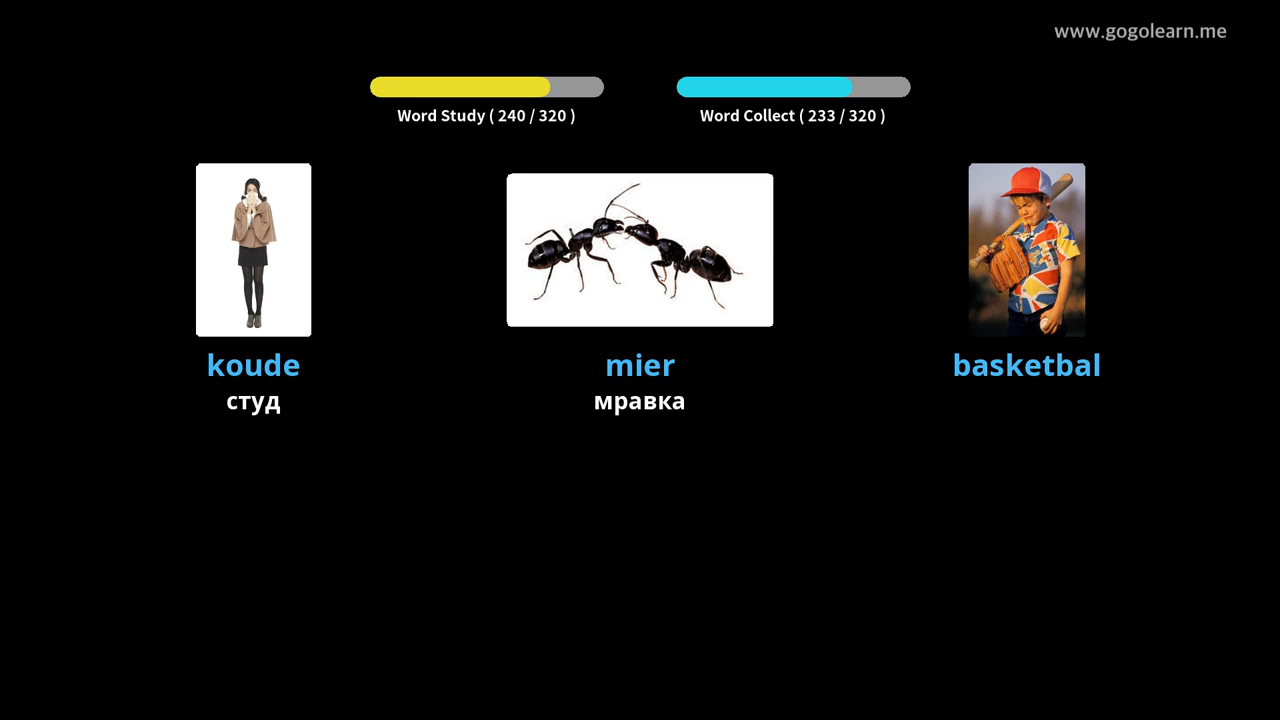 www.gogolearn.me
Word Study ( 240 / 320 )
Word Collect ( 233 / 320 )
koude
студ
mier
мравка
basketbal